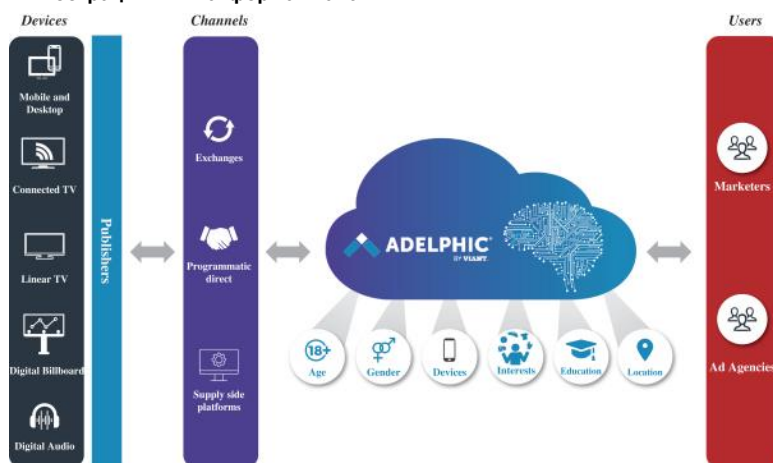 Devices
Channels
Users
Mobile and
Desktop
Connected TV
Linear TV
Digital Billboard
Digital Audio
Publishers
Exchanges
Programmatic
direct
Supply side
platforms
ADELPHIC®
BY VIANT.
18+
Age
Gender
Devices
Interests
Education
Location
Marketers
Ad Agencies